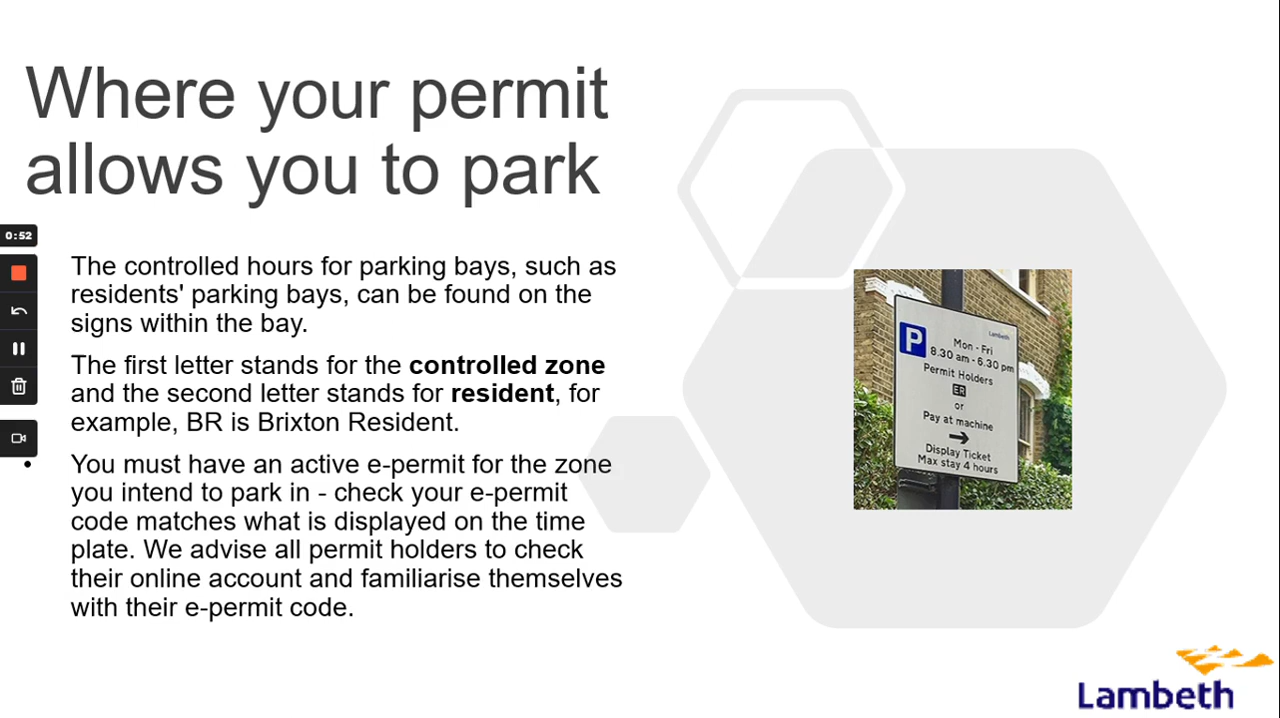 Where your permit
allows you to park
0:52
The controlled hours for parking bays, such as
residents' parking bays, can be found on the
signs within the bay.
The first letter stands for the controlled zone
and the second letter stands for resident, for
example, BR is Brixton Resident.
• You must have an active e-permit for the zone
you intend to park in - check your e-permit
code matches what is displayed on the time
plate. We advise all permit holders to check
their online account and familiarise themselves
with their e-permit code.
Lambeth
P
Mon - Fri
8.30 am - 6.30 pm
Permit Holders
ER
or
Pay at machine
Display Ticket
Max stay 4 hours
Lambeth